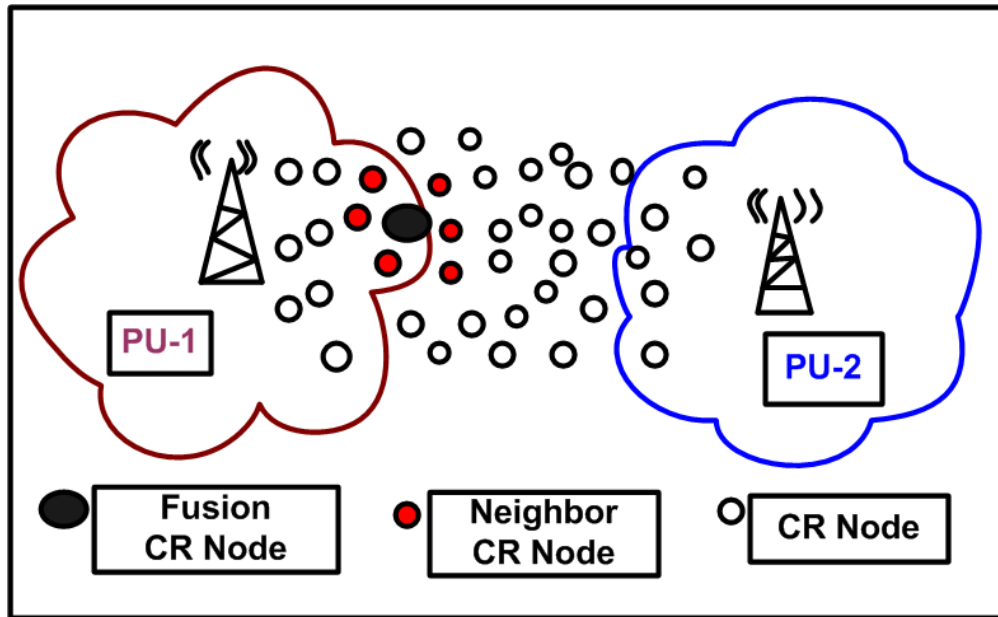 PU-1
PU-2
Fusion
CR Node
Neighbor
CR Node
CR Node